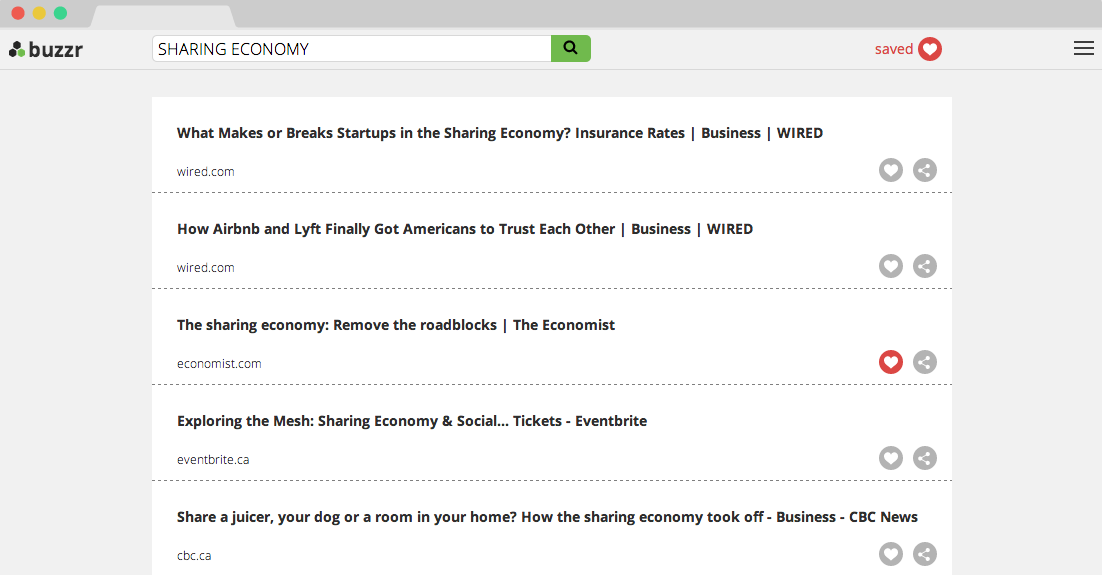 buzzr
SHARING ECONOMY
saved
What Makes or Breaks Startups in the Sharing Economy? Insurance Rates | Business | WIRED
wired.com
How Airbnb and Lyft Finally Got Americans to Trust Each Other | Business | WIRED
wired.com
The sharing economy: Remove the roadblocks | The Economist
economist.com
Exploring the Mesh: Sharing Economy & Social... Tickets - Eventbrite
eventbrite.ca
Share a juicer, your dog or a room in your home? How the sharing economy took off - Business - CBC News
cbc.ca